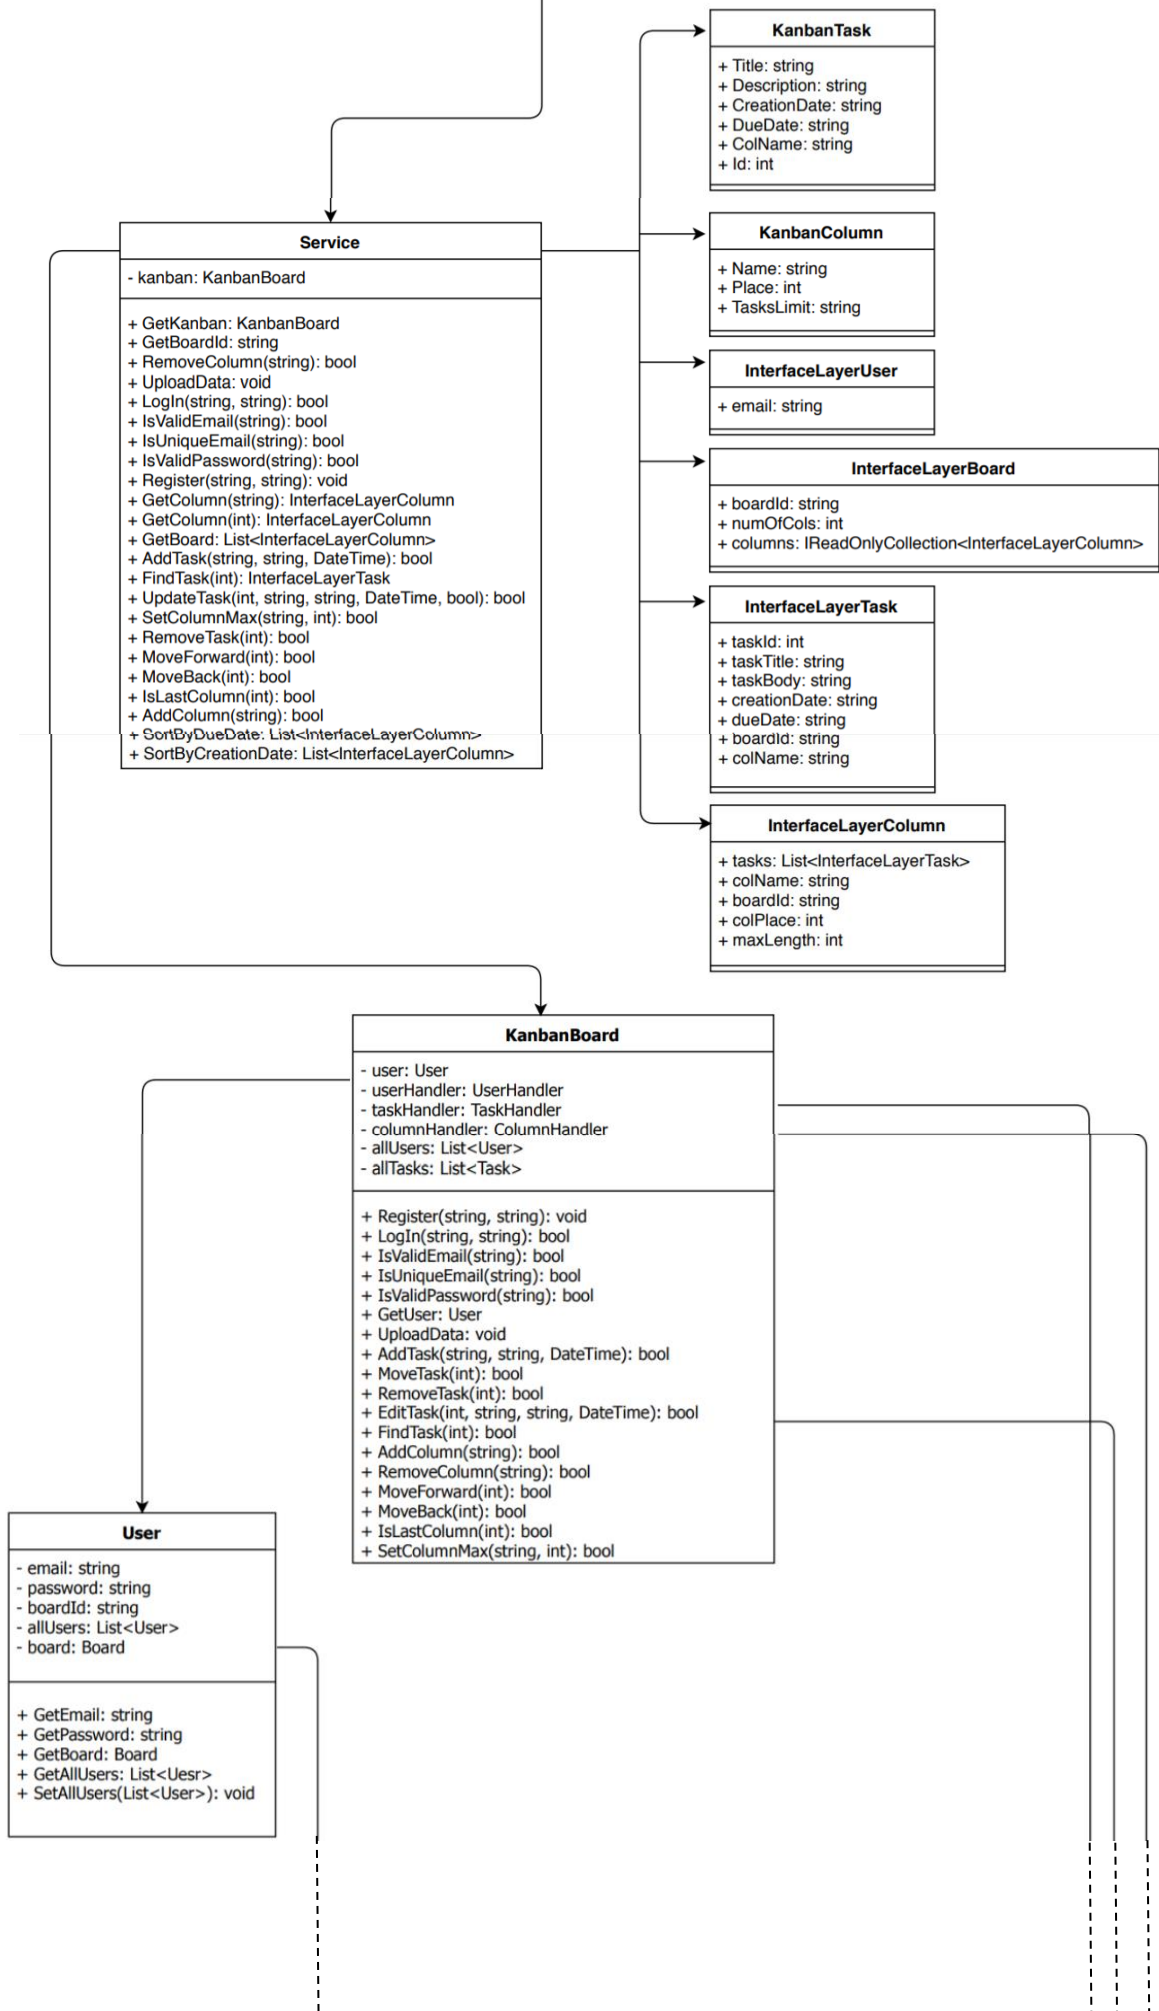 KanbanTask
+ Title: string
+ Description: string
+ CreationDate: string
+ DueDate: string
+ ColName: string
+ Id: int
Service
- kanban: KanbanBoard
+ GetKanban: KanbanBoard
+ GetBoardId: string
+ RemoveColumn(string): bool
+ UploadData: void
+ LogIn(string, string): bool
+ IsValidEmail(string): bool
+ IsUniqueEmail(string): bool
+ IsValidPassword(string): bool
+ Register(string, string): void
+ GetColumn(string): InterfaceLayerColumn
+ GetColumn(int): InterfaceLayerColumn
+ GetBoard: List<InterfaceLayerColumn>
+ AddTask(string, string, DateTime): bool
+ FindTask(int): InterfaceLayerTask
+ UpdateTask(int, string, string, DateTime, bool): bool
+ SetColumnMax(string, int): bool
+ RemoveTask(int): bool
+ MoveForward(int): bool
+ MoveBack(int): bool
+ IsLastColumn(int): bool
+ AddColumn(string): bool
+ SortByDueDate: List<InterfaceLayerColumn>
+ SortByCreationDate: List<InterfaceLayerColumn>
KanbanColumn
+ Name: string
+ Place: int
+ TasksLimit: string
InterfaceLayerUser
+ email: string
InterfaceLayerBoard
+ boardId: string
+ numOfCols: int
+ columns: IReadOnlyCollection<InterfaceLayerColumn>
InterfaceLayerTask
+ taskId: int
+ taskTitle: string
+ taskBody: string
+ creationDate: string
+ dueDate: string
+ boardId: string
+ colName: string
InterfaceLayerColumn
+ tasks: List<InterfaceLayerTask>
+ colName: string
+ boardId: string
+ colPlace: int
+ maxLength: int
KanbanBoard
- user: User
- userHandler: UserHandler
- taskHandler: TaskHandler
- columnHandler: ColumnHandler
- allUsers: List<User>
- allTasks: List<Task>
+ Register(string, string): void
+ LogIn(string, string): bool
+ IsValidEmail(string): bool
+ IsUniqueEmail(string): bool
+ IsValidPassword(string): bool
+ GetUser: User
+ UploadData: void
+ AddTask(string, string, DateTime): bool
+ MoveTask(int): bool
+ RemoveTask(int): bool
+ EditTask(int, string, string, DateTime): bool
+ FindTask(int): bool
+ AddColumn(string): bool
+ RemoveColumn(string): bool
+ MoveForward(int): bool
+ MoveBack(int): bool
+ IsLastColumn(int): bool
+ SetColumnMax(string, int): bool
User
- email: string
- password: string
- boardId: string
- allUsers: List<User>
- board: Board
+ GetEmail: string
+ GetPassword: string
+ GetBoard: Board
+ GetAllUsers: List<Uesr>
+ SetAllUsers(List<User>): void